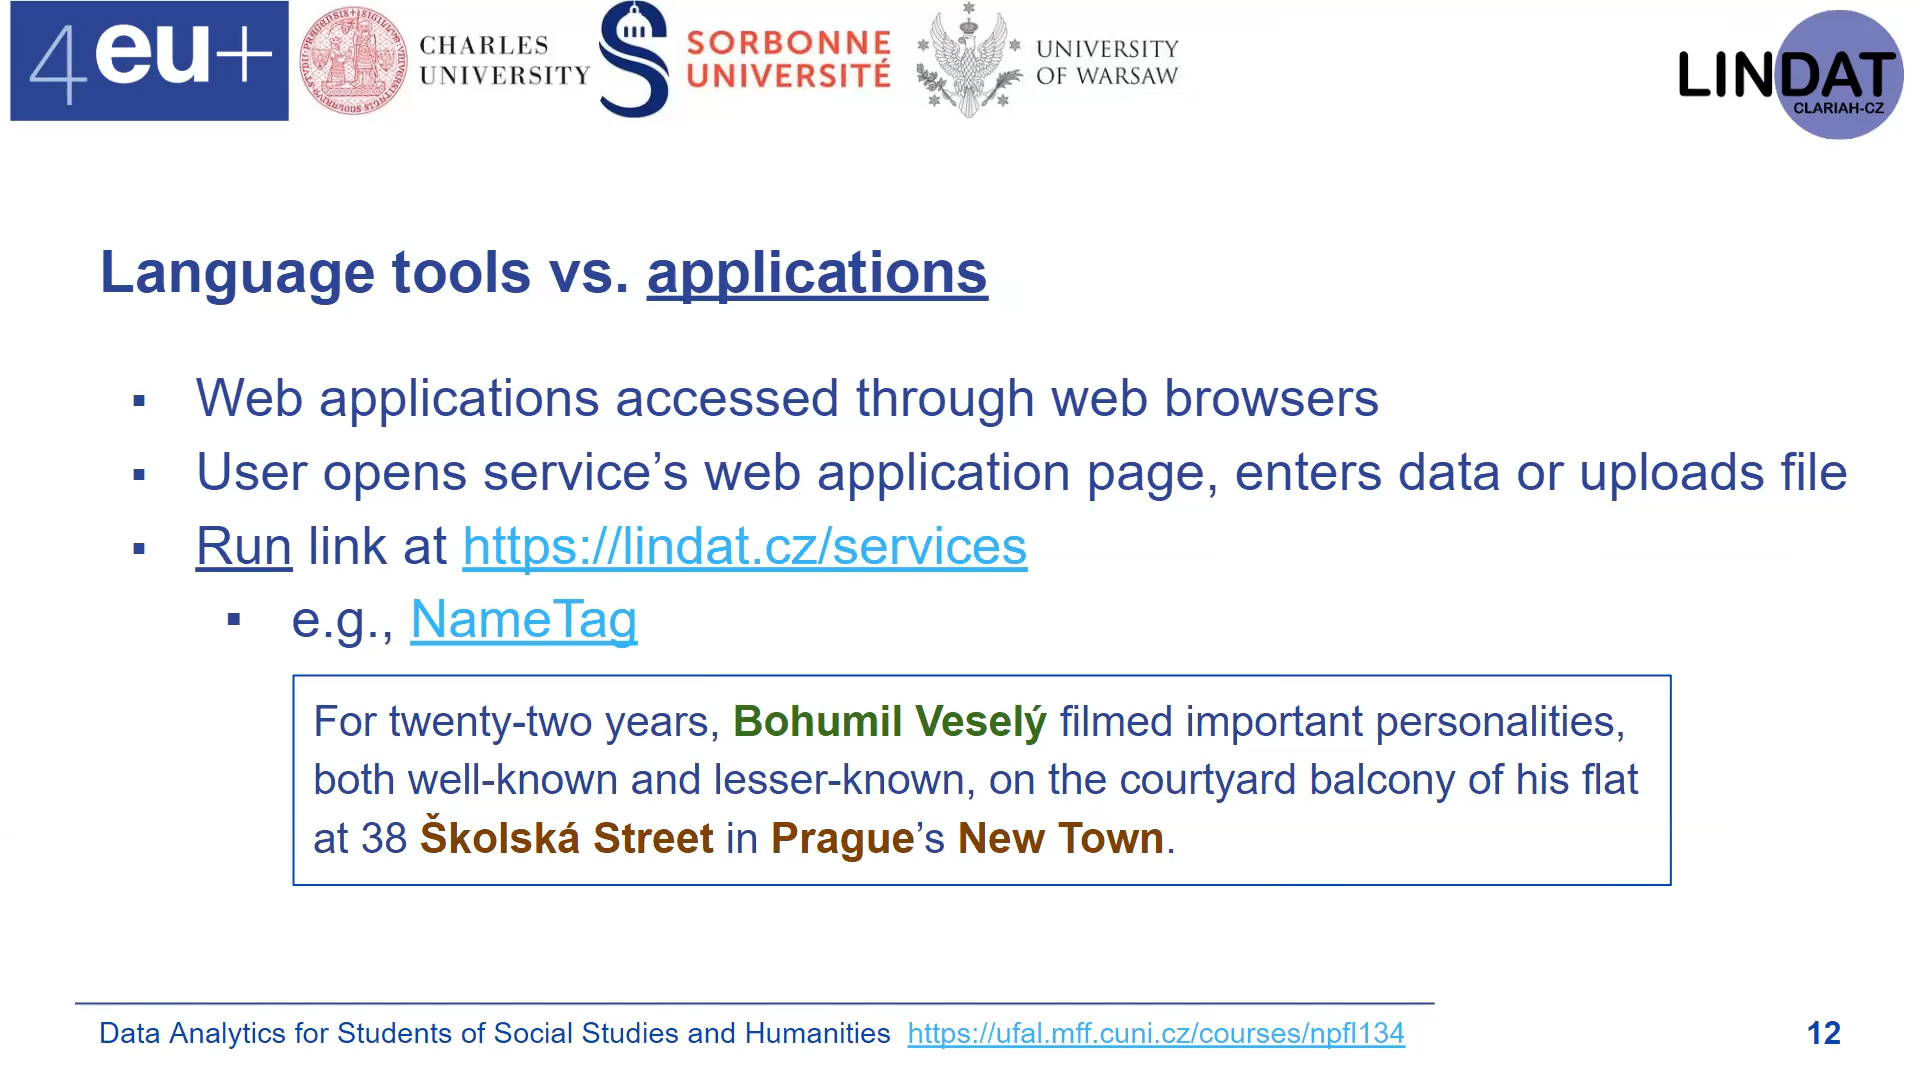 4eu+
CHARLES UNIVERSITY
SORBONNE UNIVERSITÉ
UNIVERSITY OF WARSAW
LINDAT
CLARIAH-CZ
Language tools vs. applications
▪ Web applications accessed through web browsers
▪ User opens service’s web application page, enters data or uploads file
▪ Run link at https://lindat.cz/services
▪ e.g., NameTag
For twenty-two years, Bohumil Veselý filmed important personalities,
both well-known and lesser-known, on the courtyard balcony of his flat
at 38 Školská Street in Prague’s New Town.
Data Analytics for Students of Social Studies and Humanities https://ufal.mff.cuni.cz/courses/npfl134
12